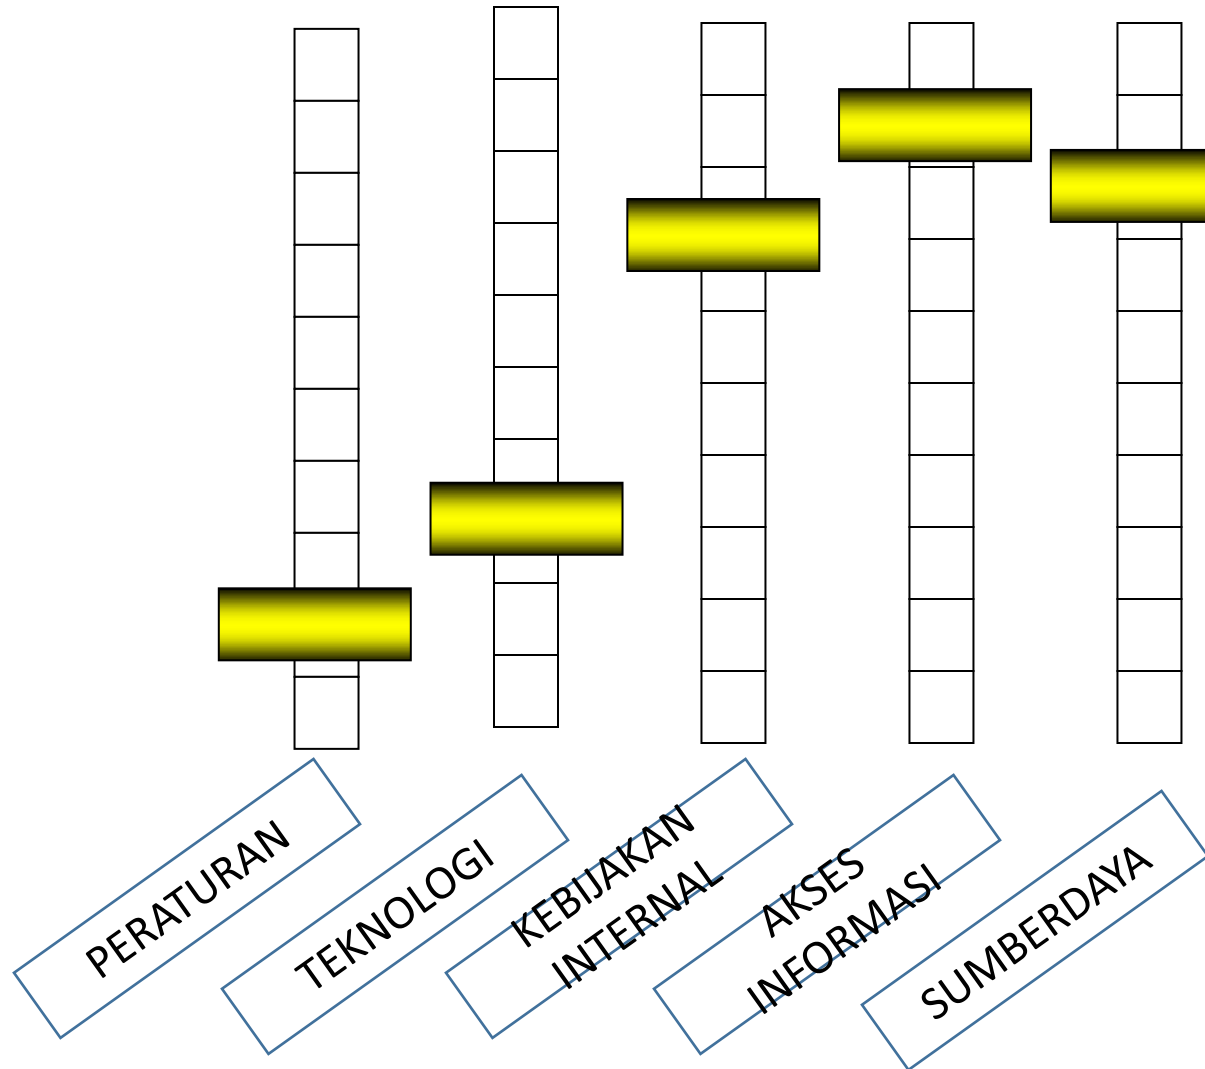 PERATURAN
TEKNOLOGI
KEBIJAKAN
INTERNAL
AKSES
INFORMASI
SUMBERDAYA